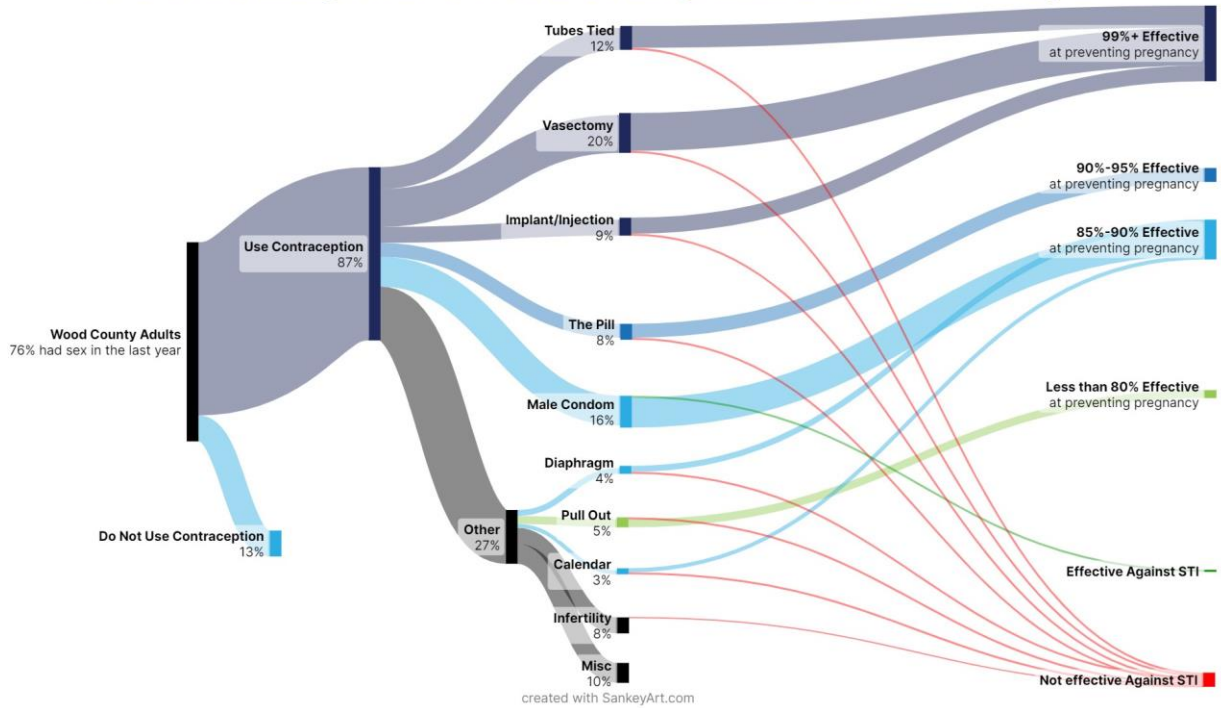 Tubes Tied
12%
99%+ Effective
at preventing pregnancy
Vasectomy
20%
90%-95% Effective
at preventing pregnancy
Implant/Injection
9%
85%-90% Effective
at preventing pregnancy
Use Contraception
87%
The Pill
8%
Wood County Adults
76% had sex in the last year
Less than 80% Effective
at preventing pregnancy
Male Condom
16%
Diaphragm
4%
Pull Out
5%
Other
27%
Do Not Use Contraception
13%
Calendar
3%
Effective Against STI
Infertility
8%
Misc
10%
Not effective Against STI
created with SankeyArt.com